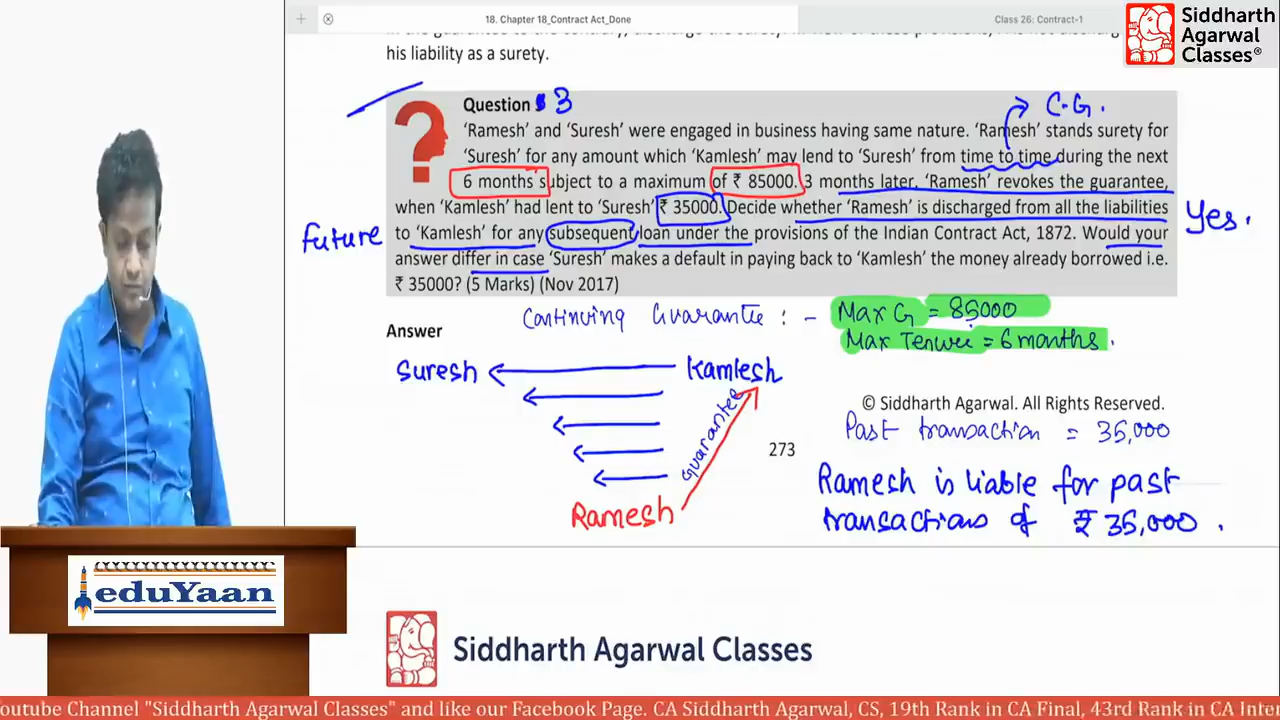 18. Chapter 18_Contract Act_Done
Class 26: Contract-1
Siddharth
Agarwal
Classes®
his liability as a surety.
Question 3
C.G.
'Ramesh' and 'Suresh' were engaged in business having same nature. 'Ramesh' stands surety for
'Suresh' for any amount which 'Kamlesh' may lend to 'Suresh' from time to time during the next
6 months subject to a maximum of ₹ 85000. 3 months later, 'Ramesh' revokes the guarantee,
when 'Kamlesh' had lent to 'Suresh' ₹ 35000. Decide whether 'Ramesh' is discharged from all the liabilities
to 'Kamlesh' for any subsequent loan under the provisions of the Indian Contract Act, 1872. Would your
answer differ in case 'Suresh' makes a default in paying back to 'Kamlesh' the money already borrowed i.e.
₹ 35000? (5 Marks) (Nov 2017)
future
Yes.
Answer
Continuing Guarantee : -
Max G = 85000
Max Tenure = 6 months.
Suresh
Kamlesh
Guarantee
Ramesh
© Siddharth Agarwal. All Rights Reserved.
Past transaction = 35,000
273
Ramesh is liable for past
transactions of ₹ 35,000.
eduYaan
Siddharth Agarwal Classes
outube Channel "Siddharth Agarwal Classes" and like our Facebook Page. CA Siddharth Agarwal, CS, 19th Rank in CA Final, 43rd Rank in CA Inter